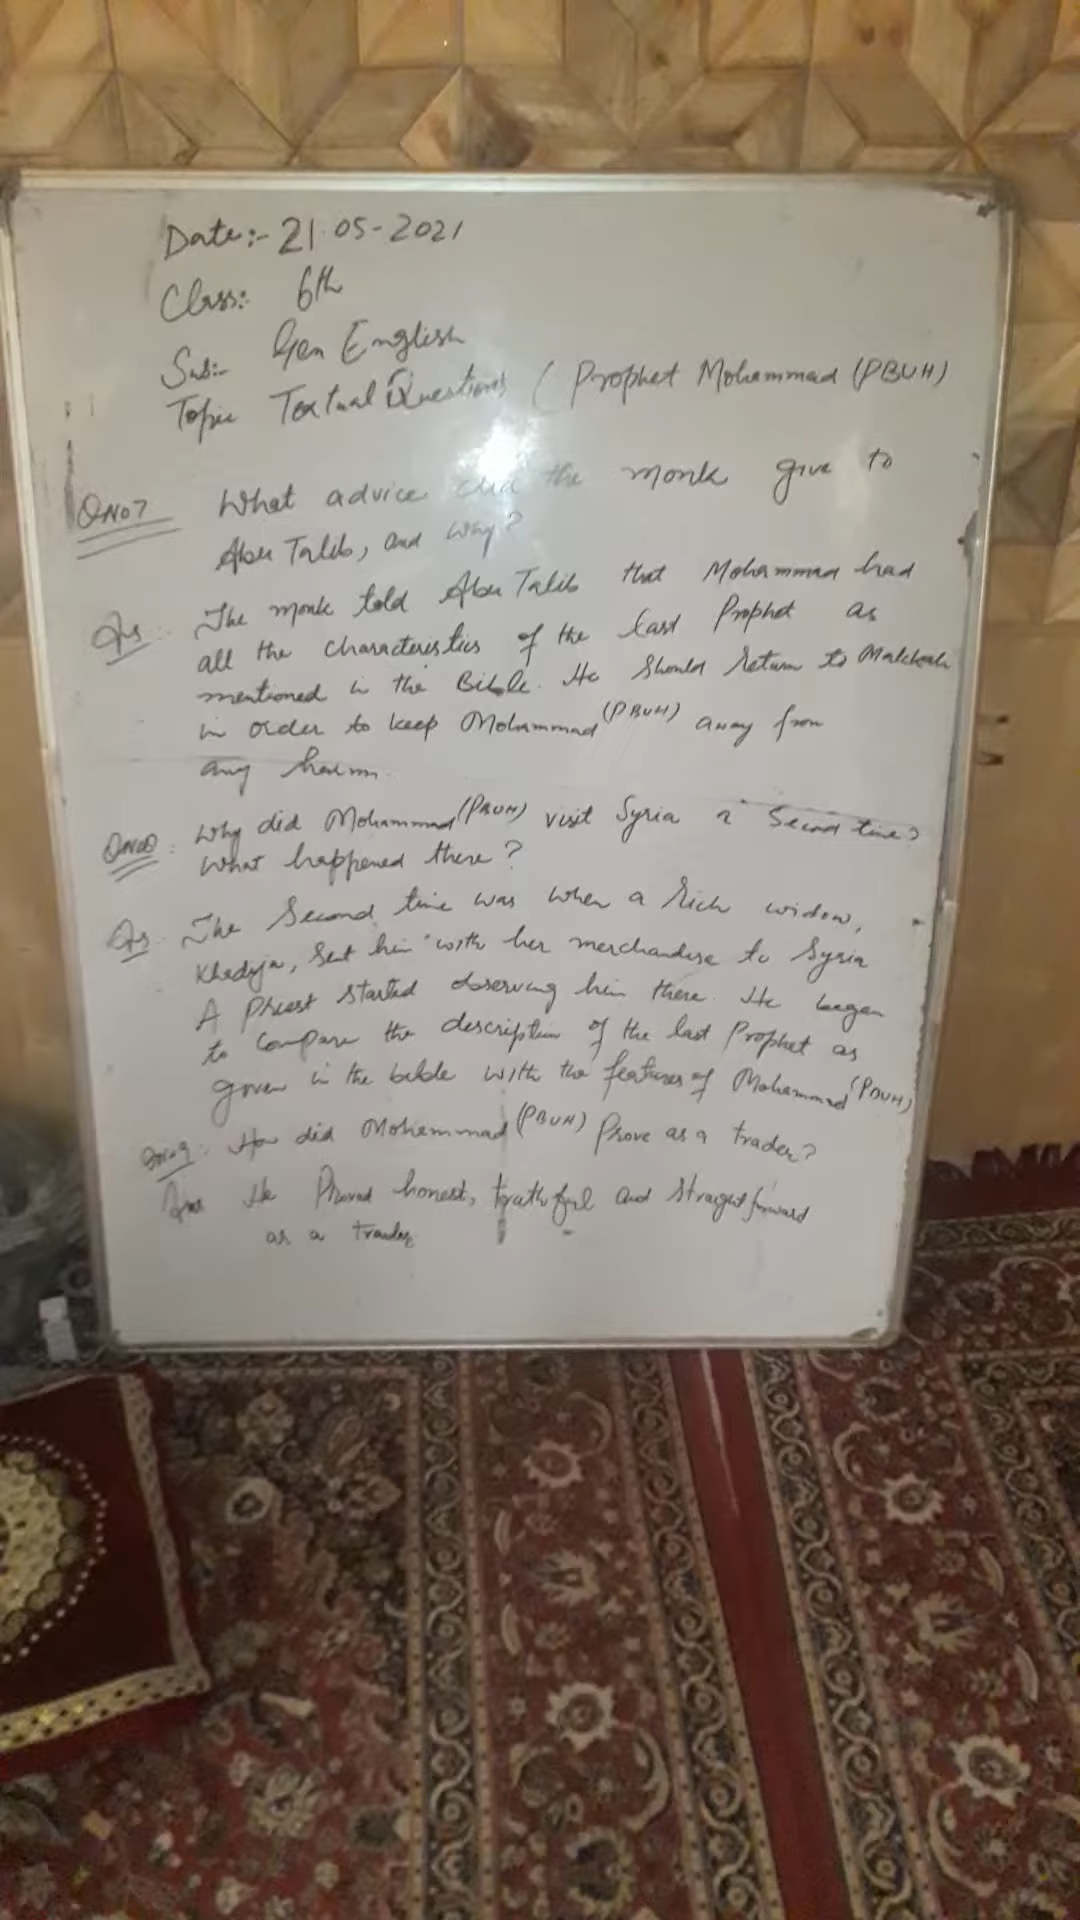 Date:- 21.05-2021
Class:- 6th
Sub:- Gen English
Topic Textual Questions ( Prophet Mohammad (PBUH)
QNo7 What advice did the monk give to
Abu Talib, and why?
Ans The monk told Abu Talib that Mohammad had
all the characteristics of the last Prophet as
mentioned in the Bible. He should return to Makkah
in order to keep Mohammad (PBUH) away from
any harm.
QNo8 Why did Mohammad (PBUH) visit Syria a second time?
What happened there?
Ans The second time was when a rich widow,
Khadija, sent him with her merchandise to Syria
A Priest started observing him there. He began
to compare the description of the last Prophet as
given in the bible with the features of Mohammad (PBUH)
QNo.9. How did Mohammad (PBUH) prove as a trader?
Ans He Proved honest, truthful and straightforward
as a trader